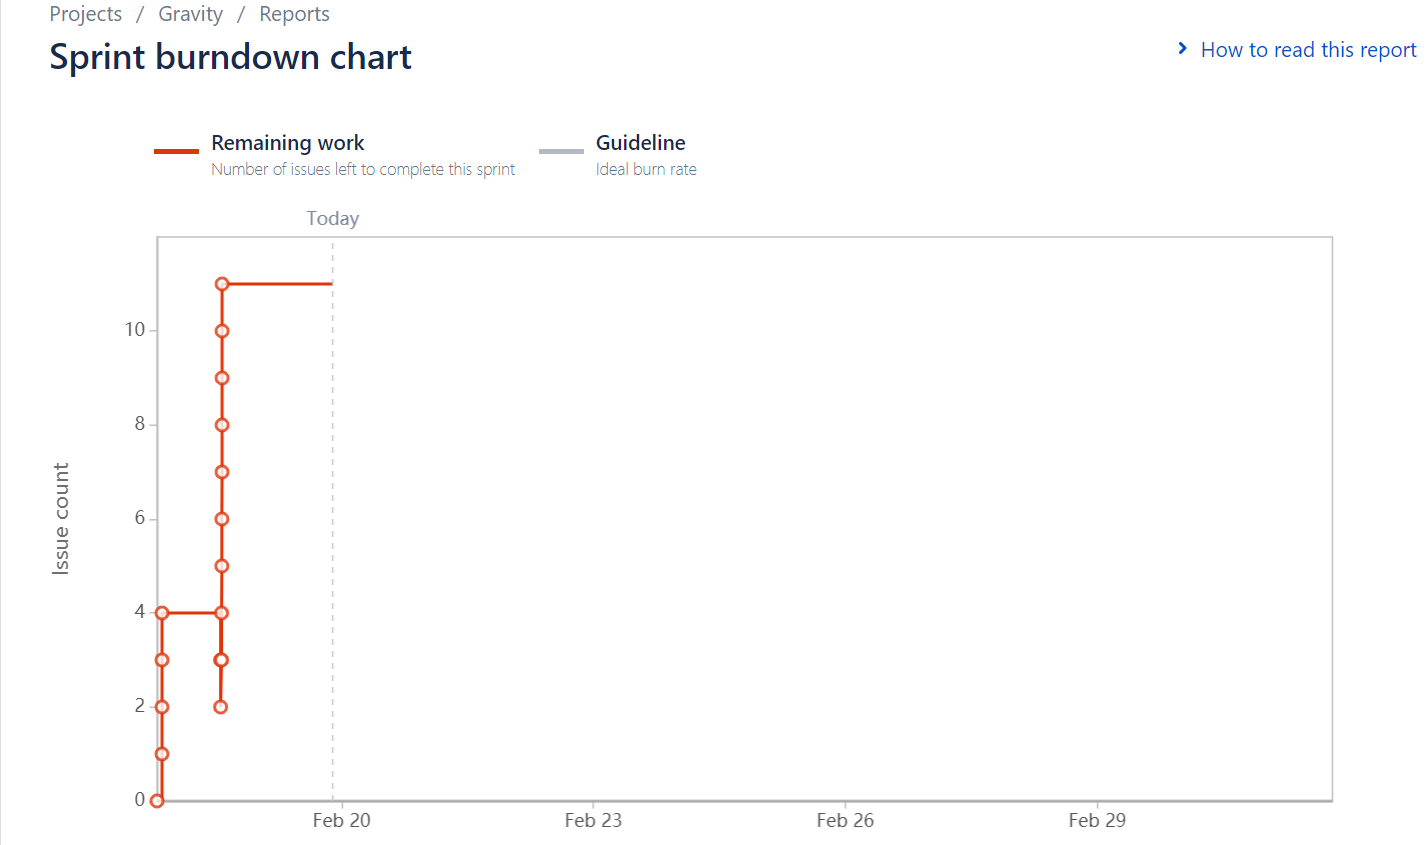 Projects / Gravity / Reports
Sprint burndown chart
How to read this report
Remaining work
Number of issues left to complete this sprint
Guideline
Ideal burn rate
Today
10
8
6
4
2
0
Issue count
Feb 20
Feb 23
Feb 26
Feb 29